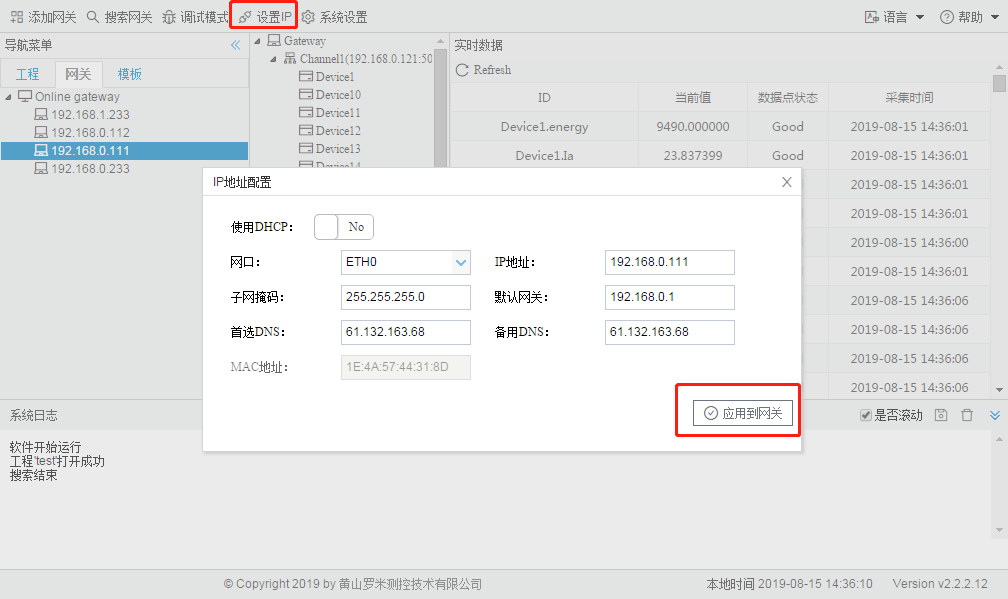 添加网关 搜索网关 调试模式 设置IP 系统设置 语言 帮助
导航菜单
工程 网关 模板
Online gateway
192.168.1.233
192.168.0.112
192.168.0.111
192.168.0.233
Gateway
Channel1(192.168.0.121:50
Device1
Device10
Device11
Device12
Device13
Device14
实时数据
Refresh
ID 当前值 数据点状态 采集时间
Device1.energy 9490.000000 Good 2019-08-15 14:36:01
Device1.Ia 23.837399 Good 2019-08-15 14:36:01
2019-08-15 14:36:01
2019-08-15 14:36:01
2019-08-15 14:36:00
2019-08-15 14:36:01
2019-08-15 14:36:06
2019-08-15 14:36:06
2019-08-15 14:36:06
2019-08-15 14:36:06
IP地址配置
使用DHCP: No
网口: ETH0 IP地址: 192.168.0.111
子网掩码: 255.255.255.0 默认网关: 192.168.0.1
首选DNS: 61.132.163.68 备用DNS: 61.132.163.68
MAC地址: 1E:4A:57:44:31:8D
应用到网关
系统日志 是否滚动
软件开始运行
工程'test'打开成功
搜索结束
© Copyright 2019 by 黄山罗米测控技术有限公司 本地时间 2019-08-15 14:36:10 Version v2.2.2.12